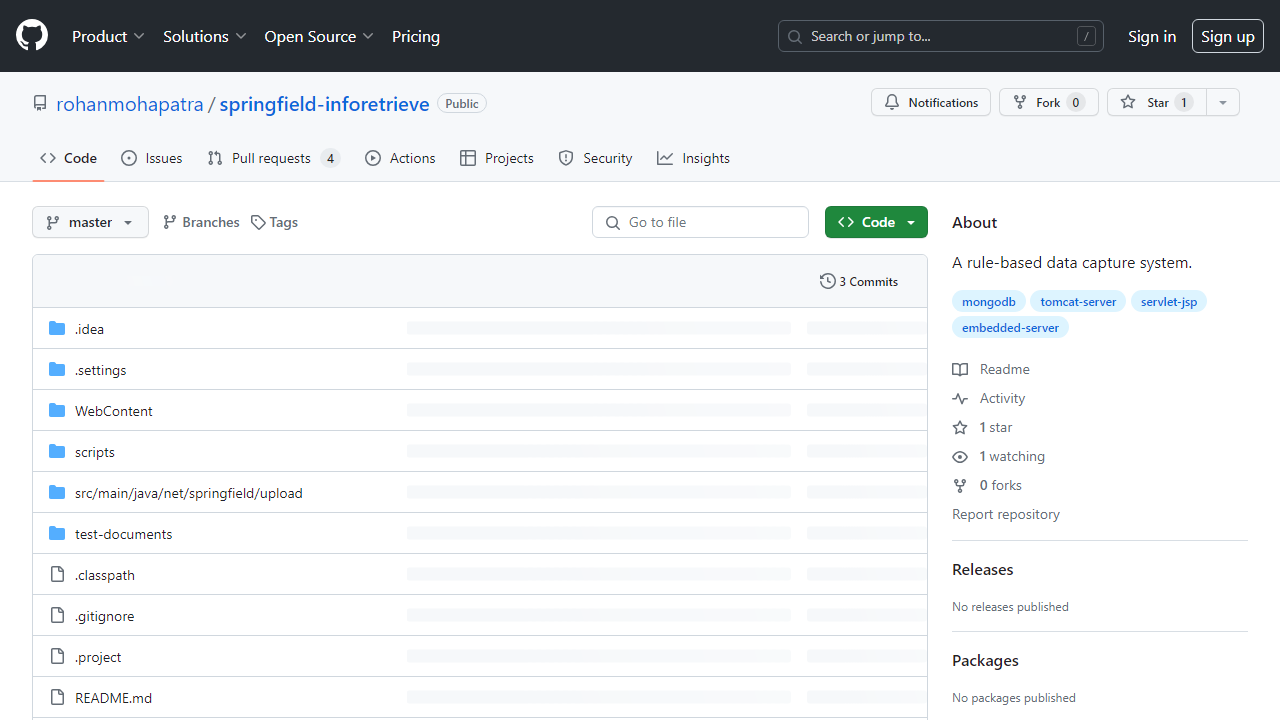 Product Solutions Open Source Pricing Search or jump to... / Sign in Sign up
rohanmohapatra / springfield-inforetrieve Public Notifications Fork 0 Star 1
Code Issues Pull requests 4 Actions Projects Security Insights
master Branches Tags Go to file Code
3 Commits
.idea
.settings
WebContent
scripts
src/main/java/net/springfield/upload
test-documents
.classpath
.gitignore
.project
README.md
About
A rule-based data capture system.
mongodb tomcat-server servlet-jsp
embedded-server
Readme
Activity
1 star
1 watching
0 forks
Report repository
Releases
No releases published
Packages
No packages published